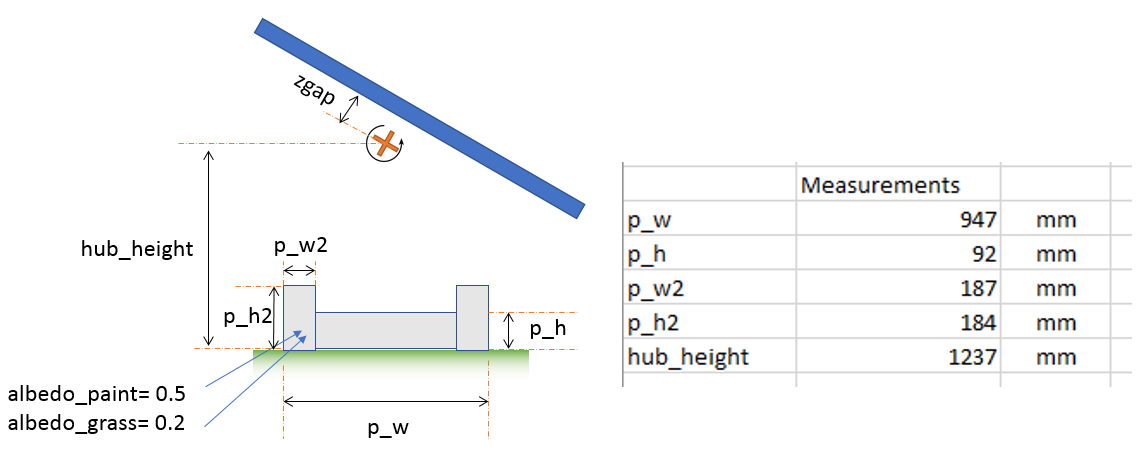 zgap
hub_height
p_w2
p_h2
p_h
albedo_paint= 0.5
albedo_grass= 0.2
p_w
Measurements
p_w 947 mm
p_h 92 mm
p_w2 187 mm
p_h2 184 mm
hub_height 1237 mm